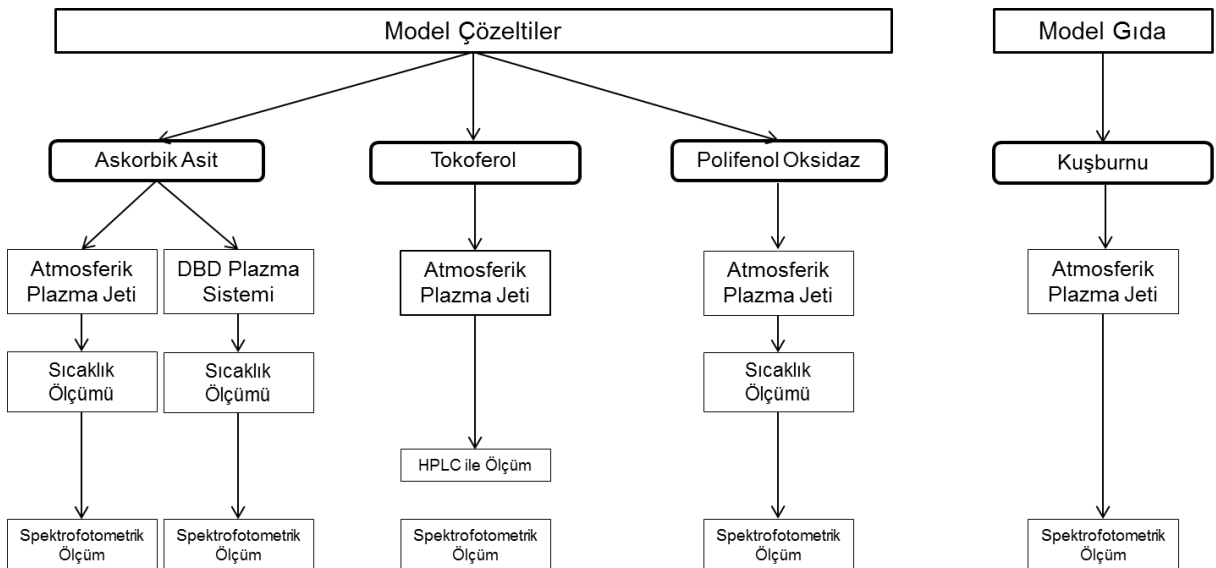 Model Çözeltiler
Model Gıda
Askorbik Asit
Tokoferol
Polifenol Oksidaz
Kuşburnu
Atmosferik
Plazma Jeti
DBD Plazma
Sistemi
Atmosferik
Plazma Jeti
Atmosferik
Plazma Jeti
Atmosferik
Plazma Jeti
Sıcaklık
Ölçümü
Sıcaklık
Ölçümü
Sıcaklık
Ölçümü
HPLC ile Ölçüm
Spektrofotometrik
Ölçüm
Spektrofotometrik
Ölçüm
Spektrofotometrik
Ölçüm
Spektrofotometrik
Ölçüm
Spektrofotometrik
Ölçüm